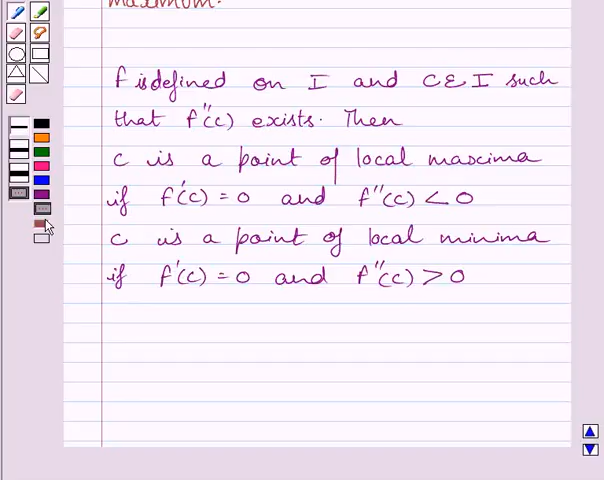 maximum.
f is defined on I and C ∈ I such
that f''(c) exists. Then
c is a point of local maxima
if f'(c) = 0 and f''(c) < 0
c is a point of local minima
if f'(c) = 0 and f''(c) > 0